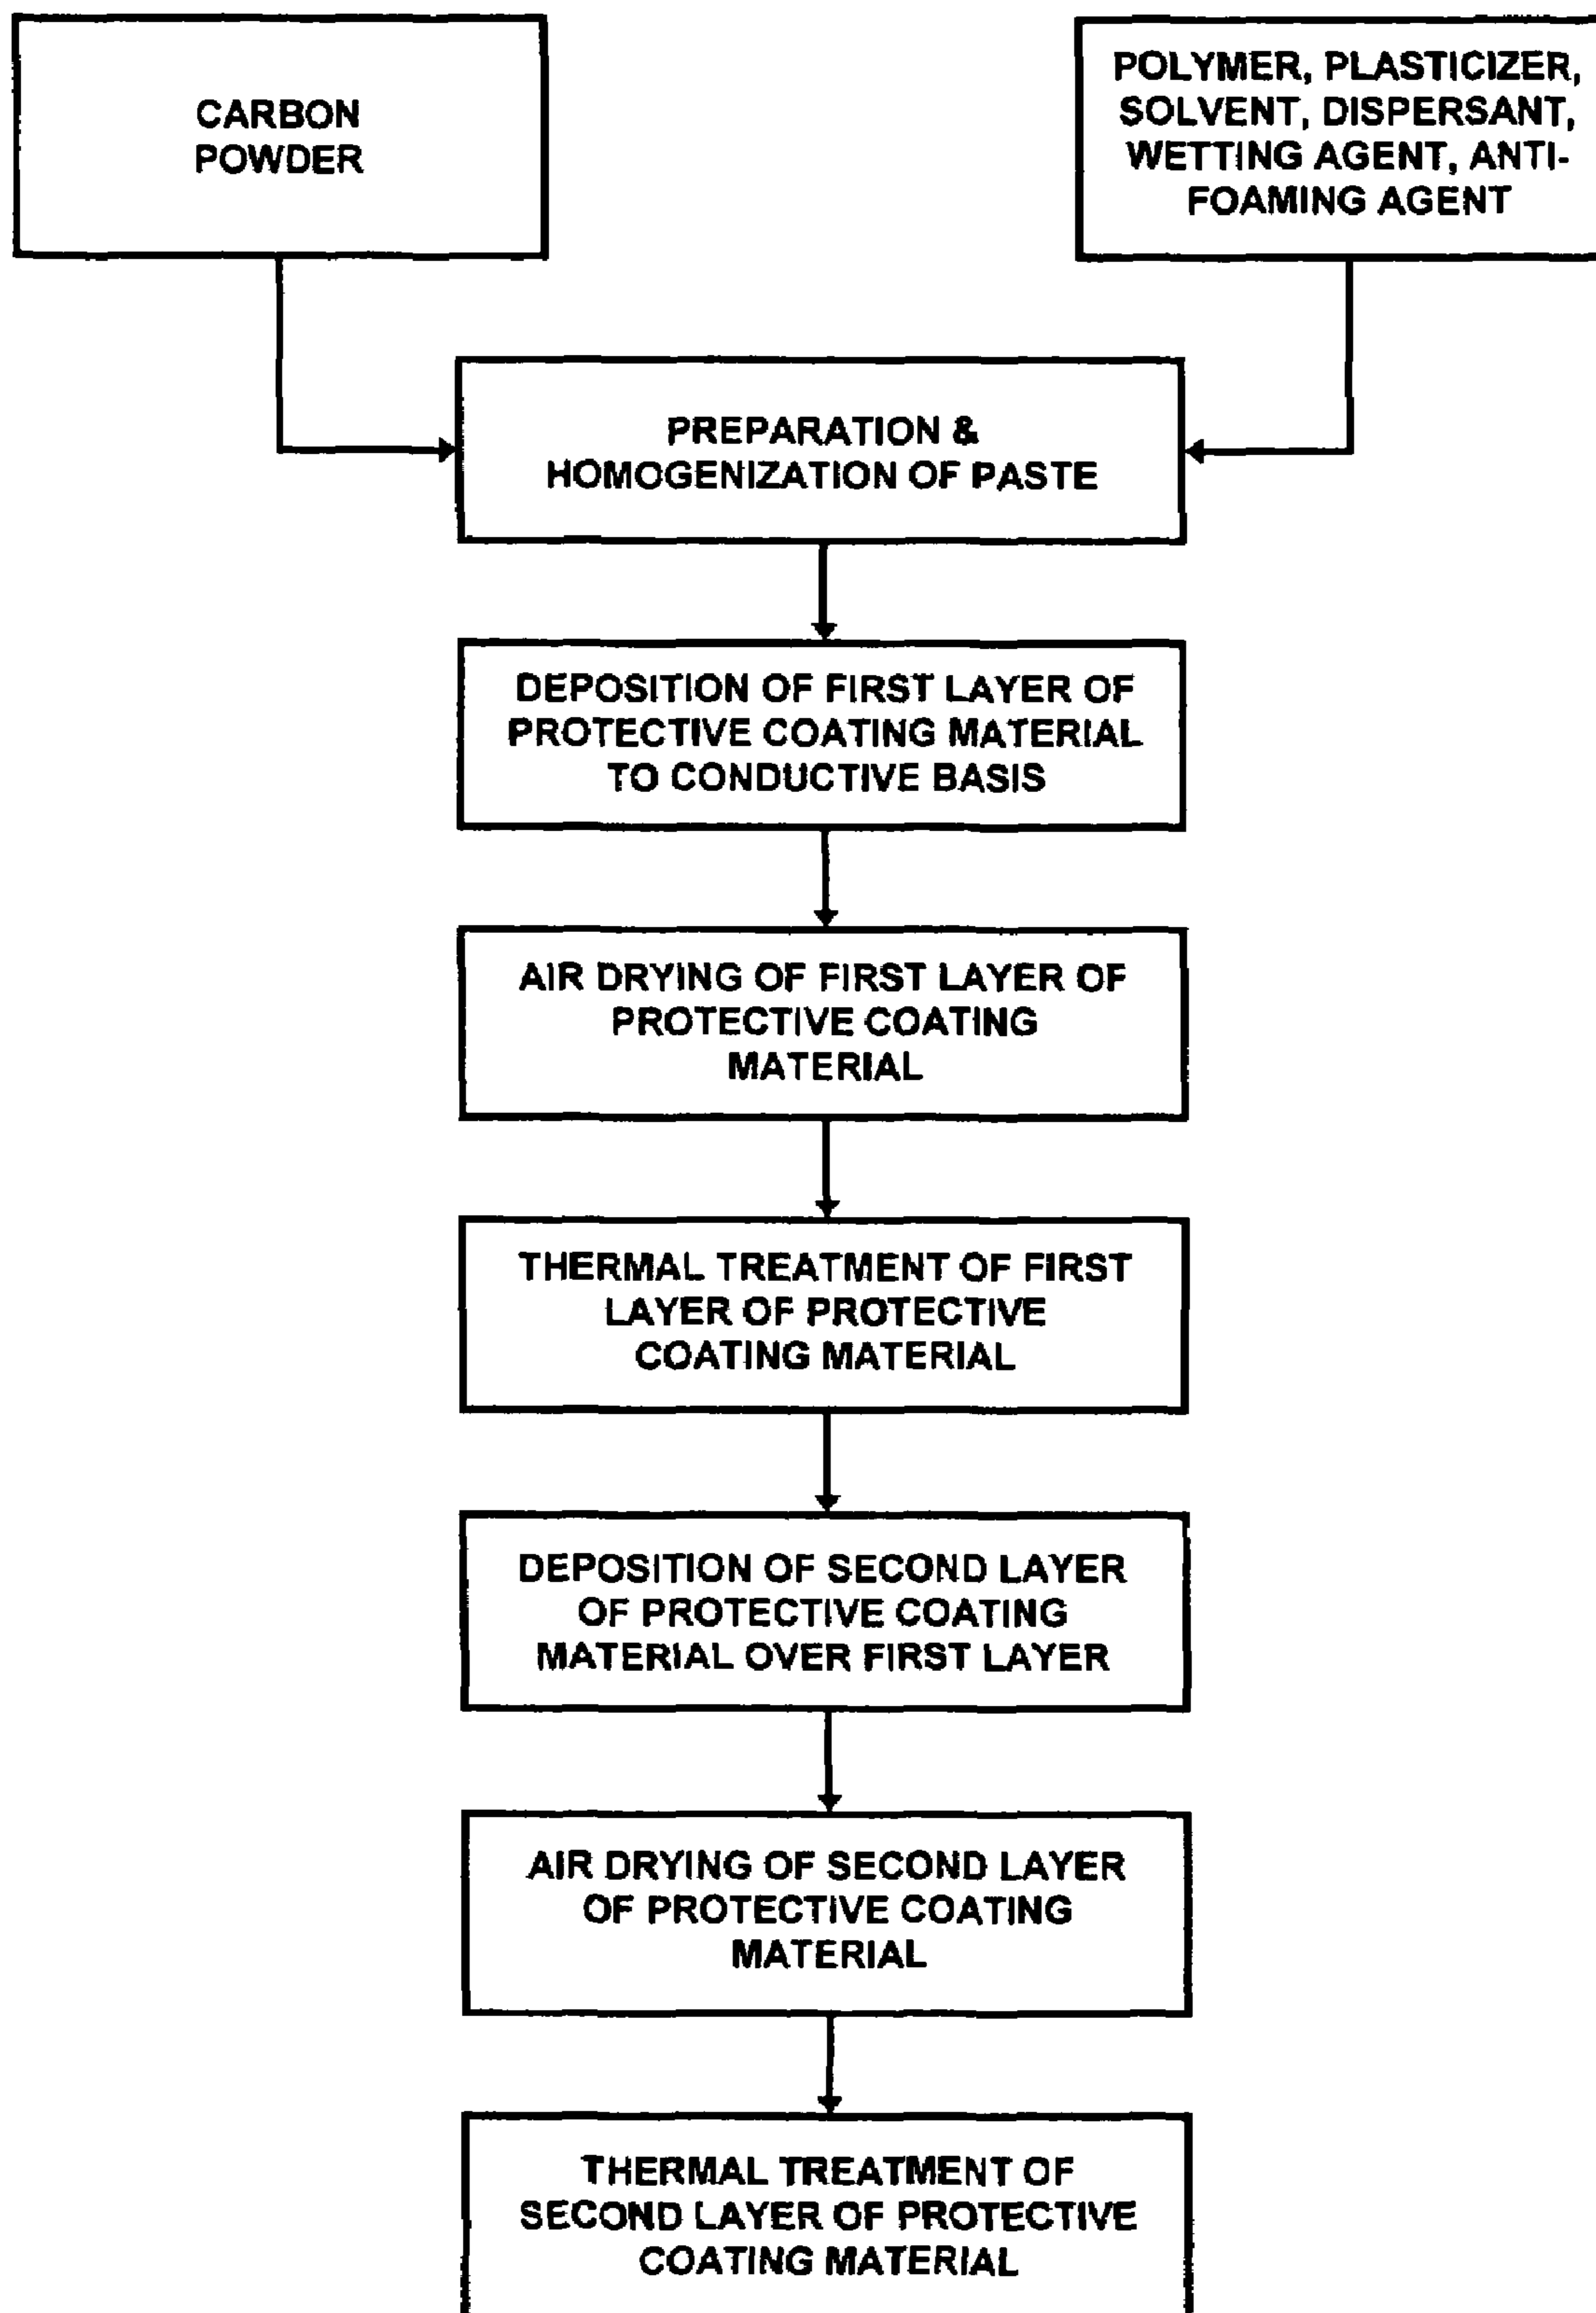 CARBON
POWDER
POLYMER, PLASTICIZER,
SOLVENT, DISPERSANT,
WETTING AGENT, ANTI-
FOAMING AGENT
PREPARATION &
HOMOGENIZATION OF PASTE
DEPOSITION OF FIRST LAYER OF
PROTECTIVE COATING MATERIAL
TO CONDUCTIVE BASIS
AIR DRYING OF FIRST LAYER OF
PROTECTIVE COATING
MATERIAL
THERMAL TREATMENT OF FIRST
LAYER OF PROTECTIVE
COATING MATERIAL
DEPOSITION OF SECOND LAYER
OF PROTECTIVE COATING
MATERIAL OVER FIRST LAYER
AIR DRYING OF SECOND LAYER
OF PROTECTIVE COATING
MATERIAL
THERMAL TREATMENT OF
SECOND LAYER OF PROTECTIVE
COATING MATERIAL